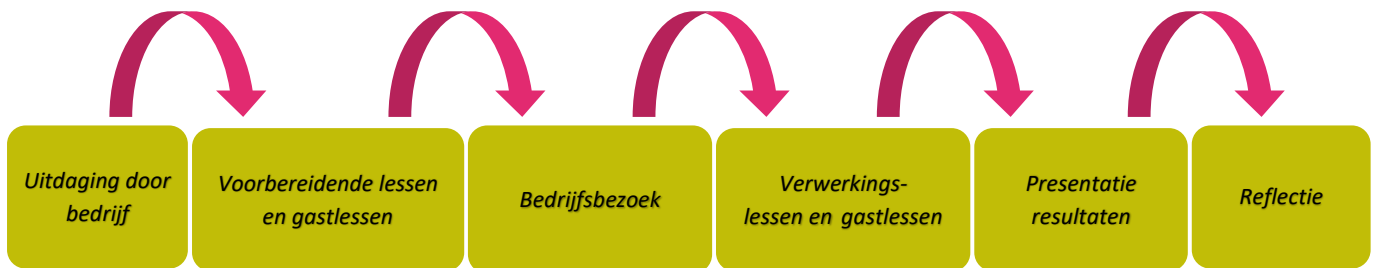 Uitdaging door
bedrijf
Voorbereidende lessen
en gastlessen
Bedrijfsbezoek
Verwerkings-
lessen en gastlessen
Presentatie
resultaten
Reflectie